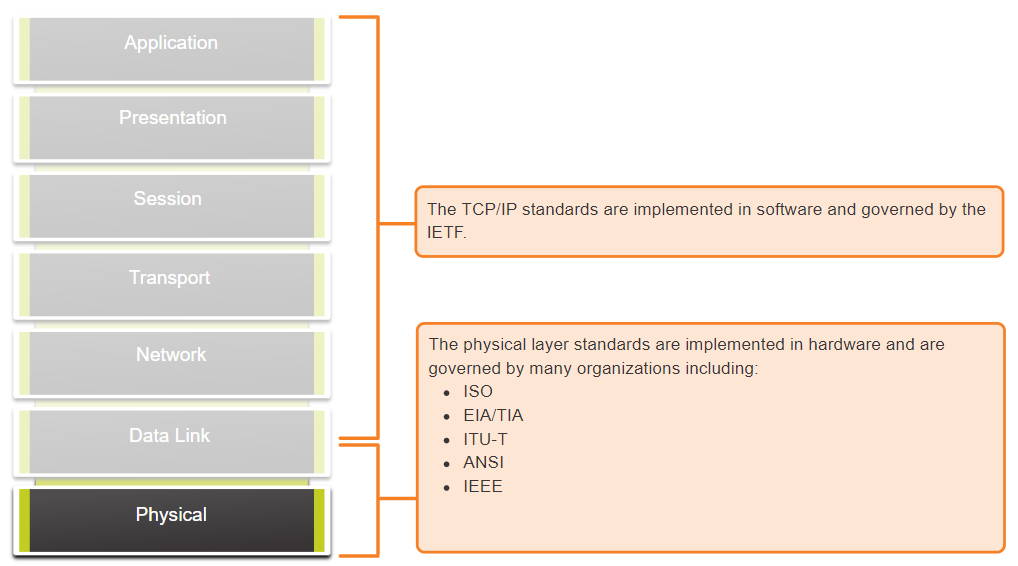 Application
Presentation
Session
Transport
Network
Data Link
Physical
The TCP/IP standards are implemented in software and governed by the
IETF.
The physical layer standards are implemented in hardware and are
governed by many organizations including:
• ISO
• EIA/TIA
• ITU-T
• ANSI
• IEEE